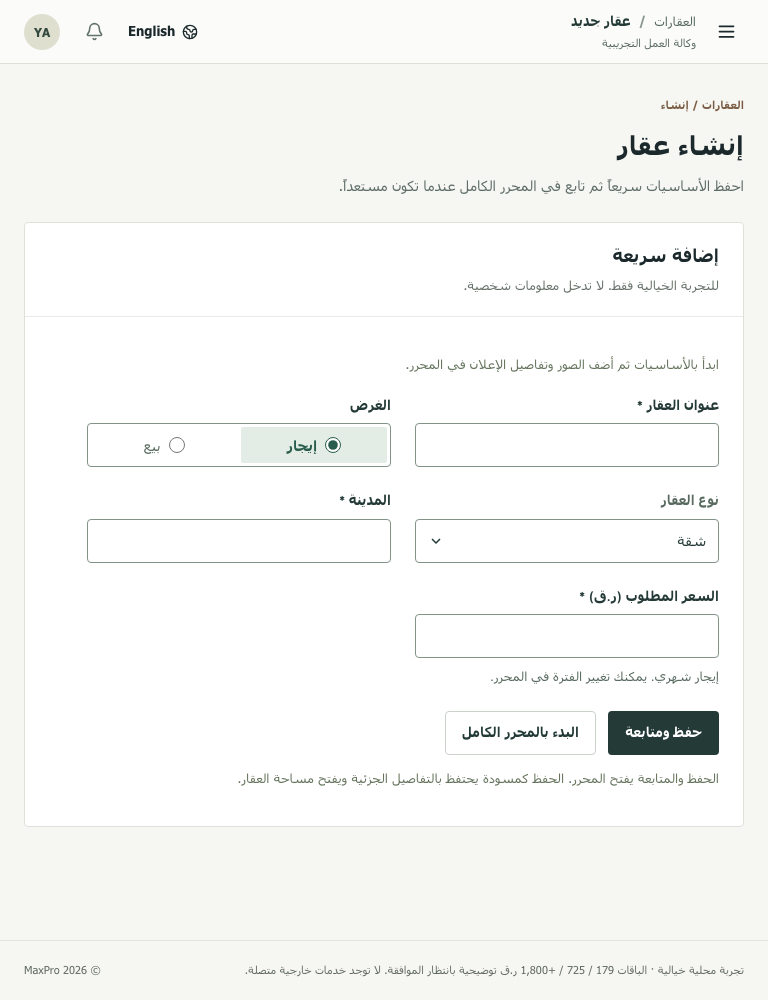 العقارات / عقار جديد
وكالة العمل التجريبية
English
YA
العقارات / إنشاء
إنشاء عقار
احفظ الأساسيات سريعاً ثم تابع في المحرر الكامل عندما تكون مستعداً.
إضافة سريعة
للتجربة الخيالية فقط. لا تدخل معلومات شخصية.
ابدأ بالأساسيات ثم أضف الصور وتفاصيل الإعلان في المحرر.
عنوان العقار *
الغرض
إيجار
بيع
نوع العقار
المدينة *
شقة
السعر المطلوب (ر.ق) *
إيجار شهري. يمكنك تغيير الفترة في المحرر.
حفظ ومتابعة
البدء بالمحرر الكامل
الحفظ والمتابعة يفتح المحرر. الحفظ كمسودة يحتفظ بالتفاصيل الجزئية ويفتح مساحة العقار.
تجربة محلية خيالية · الباقات 179 / 725 / +1,800 ر.ق توضيحية بانتظار الموافقة. لا توجد خدمات خارجية متصلة.
© 2026 MaxPro